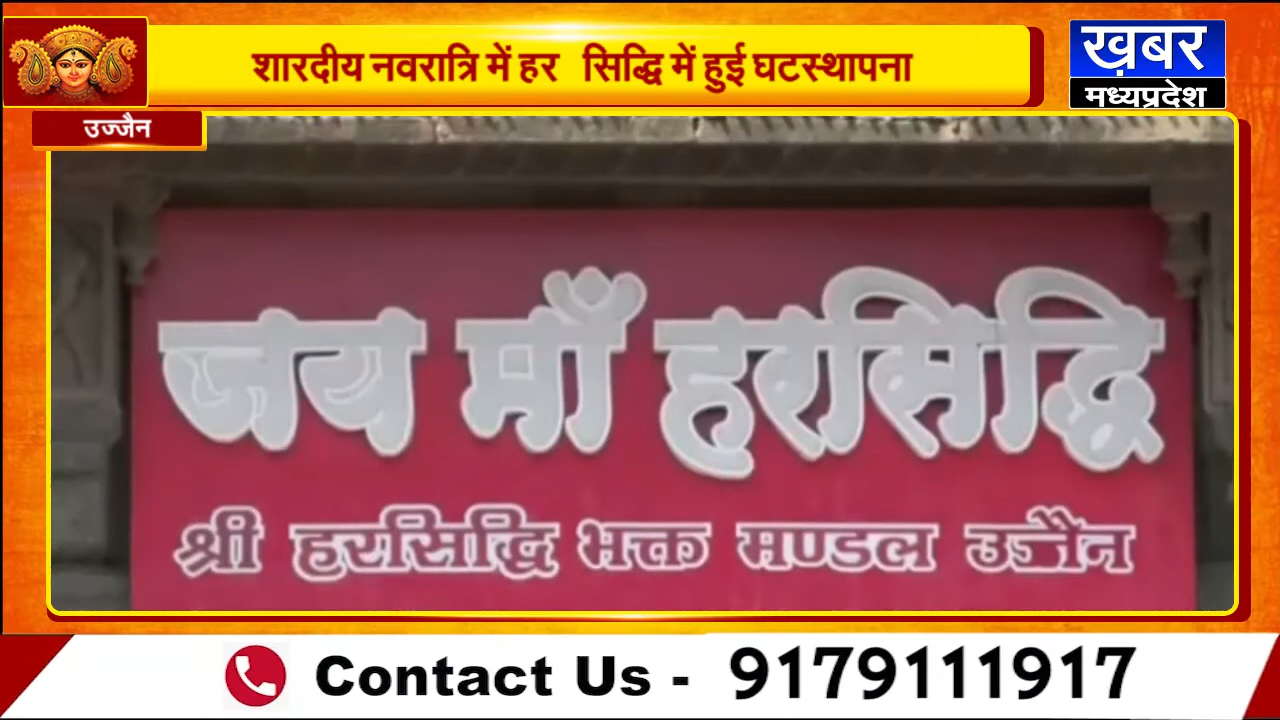 शारदीय नवरात्रि में हर सिद्धि में हुई घटस्थापना
ख़बर
मध्यप्रदेश
उज्जैन
जय माँ हरसिद्धि
श्री हरसिद्धि भक्त मण्डल उज्जैन
Contact Us - 9179111917